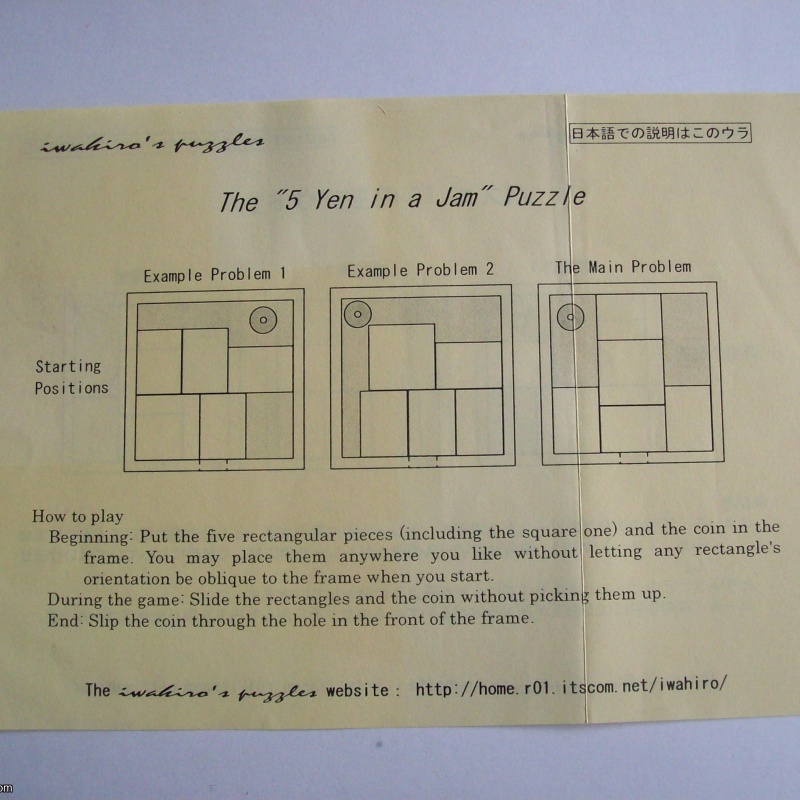 iwahiro's puzzles
日本語での説明はこのウラ
The "5 Yen in a Jam" Puzzle
Example Problem 1
Example Problem 2
The Main Problem
Starting
Positions
How to play
Beginning: Put the five rectangular pieces (including the square one) and the coin in the
frame. You may place them anywhere you like without letting any rectangle's
orientation be oblique to the frame when you start.
During the game: Slide the rectangles and the coin without picking them up.
End: Slip the coin through the hole in the front of the frame.
The iwahiro's puzzles website : http://home.r01.itscom.net/iwahiro/